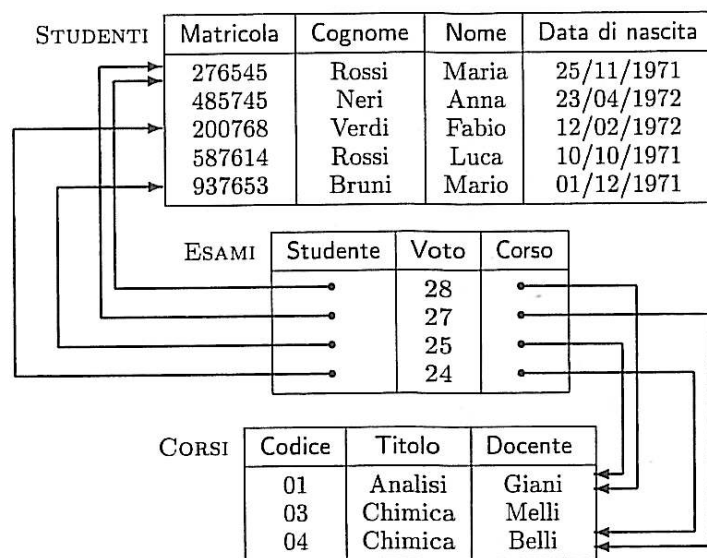 STUDENTI Matricola Cognome Nome Data di nascita
276545 Rossi Maria 25/11/1971
485745 Neri Anna 23/04/1972
200768 Verdi Fabio 12/02/1972
587614 Rossi Luca 10/10/1971
937653 Bruni Mario 01/12/1971
ESAMI Studente Voto Corso
28
27
25
24
CORSI Codice Titolo Docente
01 Analisi Giani
03 Chimica Melli
04 Chimica Belli